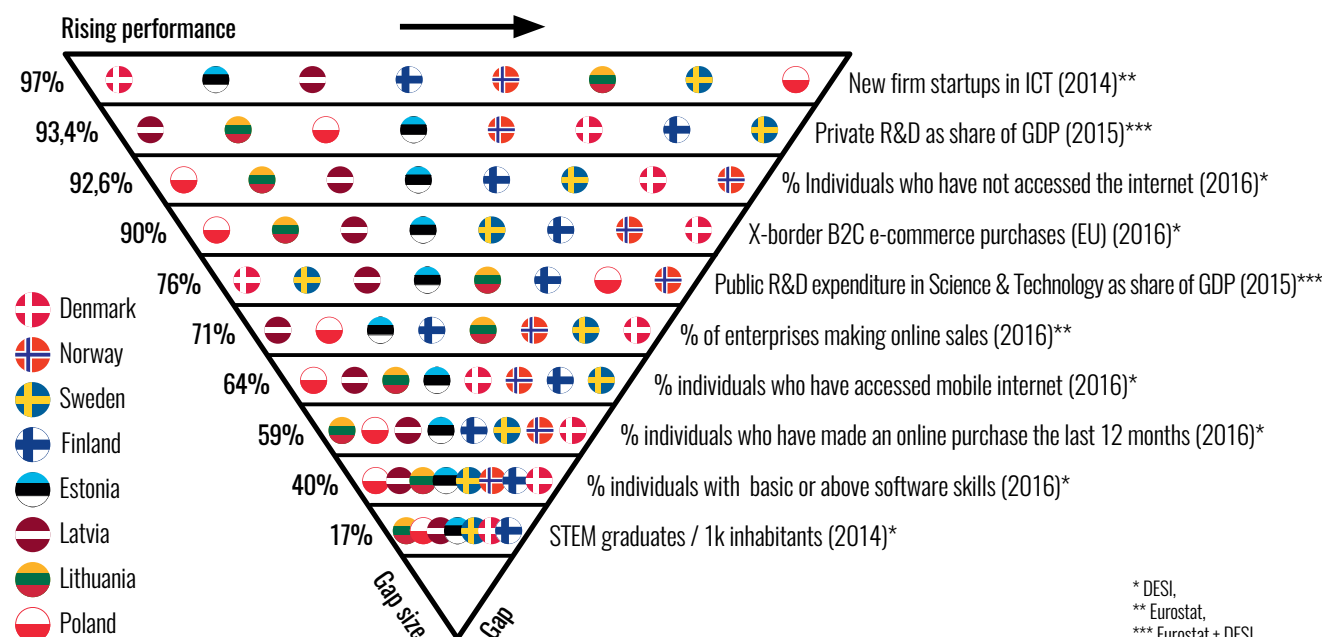 Rising performance
97% New firm startups in ICT (2014)**
93,4% Private R&D as share of GDP (2015)***
92,6% % Individuals who have not accessed the internet (2016)*
90% X-border B2C e-commerce purchases (EU) (2016)*
76% Public R&D expenditure in Science & Technology as share of GDP (2015)***
71% % of enterprises making online sales (2016)**
64% % individuals who have accessed mobile internet (2016)*
59% % individuals who have made an online purchase the last 12 months (2016)*
40% % individuals with basic or above software skills (2016)*
17% STEM graduates / 1k inhabitants (2014)*
Gap size
Gap
Denmark
Norway
Sweden
Finland
Estonia
Latvia
Lithuania
Poland
* DESI,
** Eurostat,
*** Eurostat + DESI